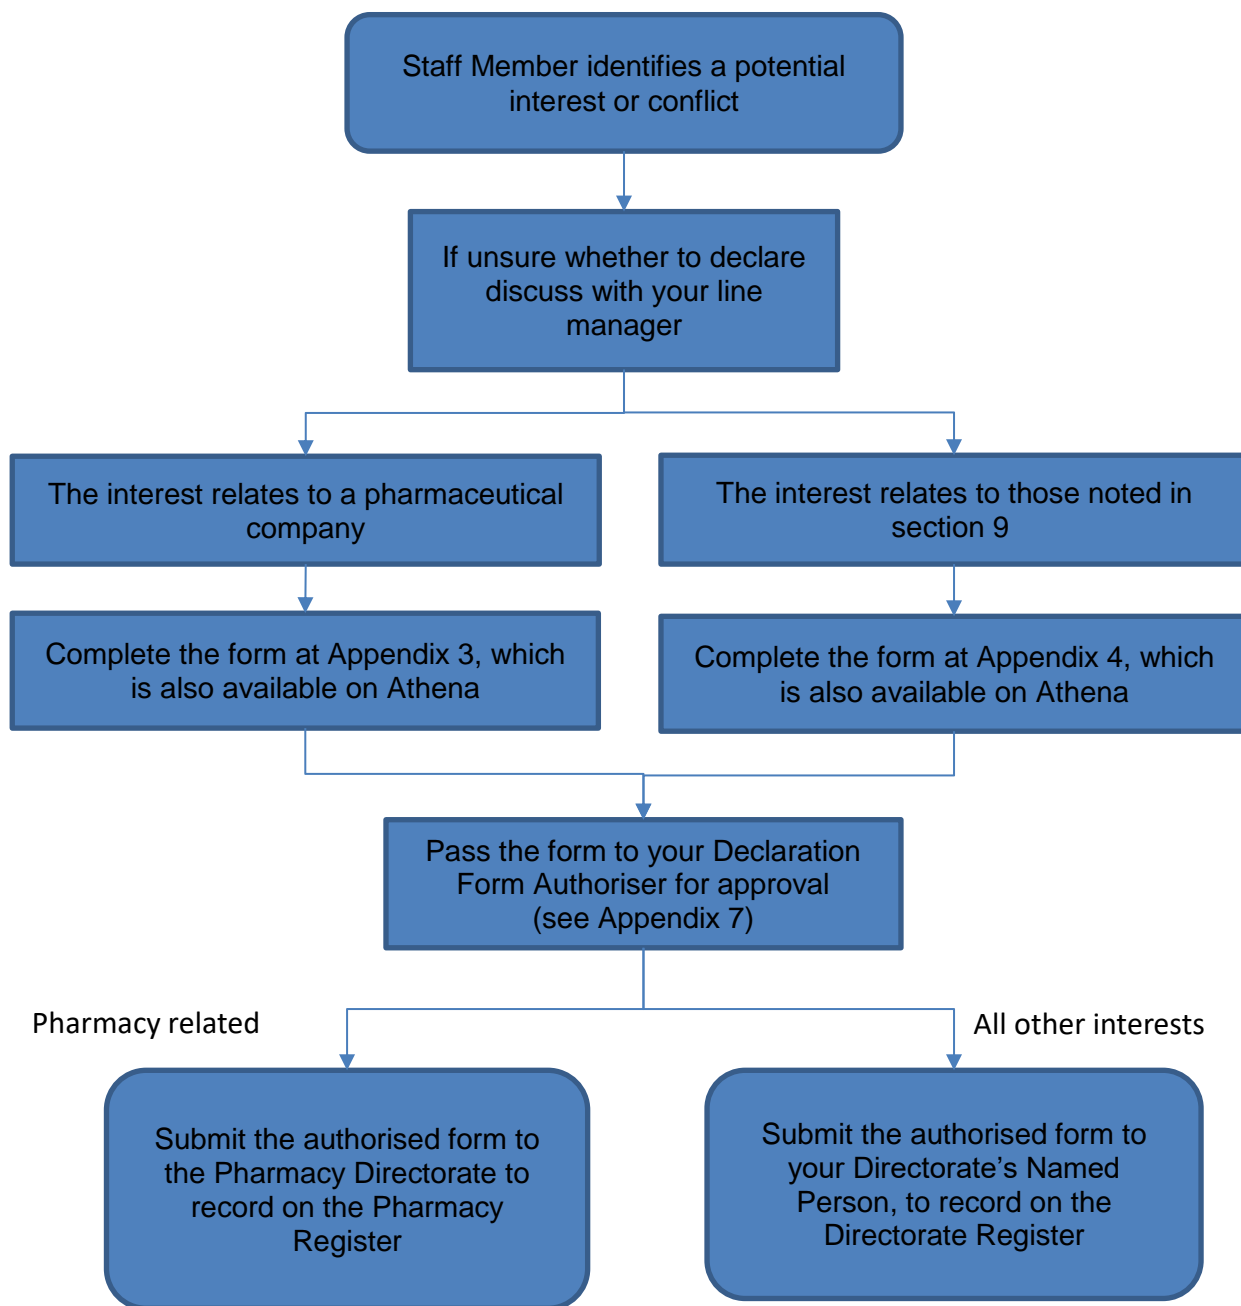 Staff Member identifies a potential
interest or conflict
If unsure whether to declare
discuss with your line
manager
The interest relates to a pharmaceutical
company
The interest relates to those noted in
section 9
Complete the form at Appendix 3, which
is also available on Athena
Complete the form at Appendix 4, which
is also available on Athena
Pass the form to your Declaration
Form Authoriser for approval
(see Appendix 7)
Pharmacy related
All other interests
Submit the authorised form to
the Pharmacy Directorate to
record on the Pharmacy
Register
Submit the authorised form to
your Directorate’s Named
Person, to record on the
Directorate Register